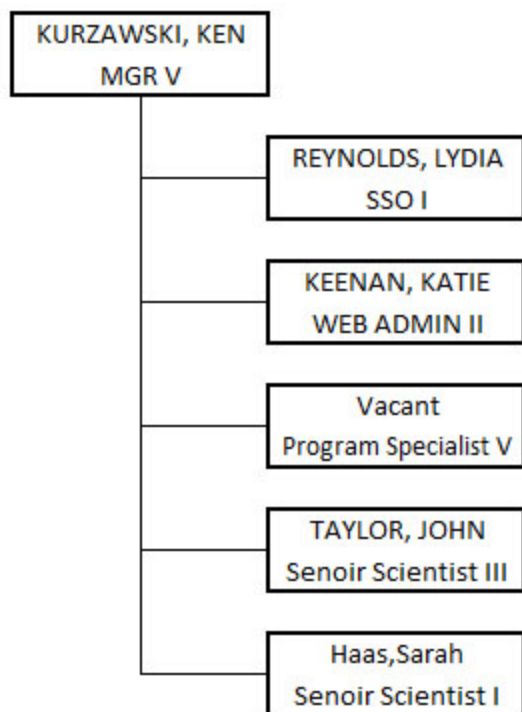 KURZAWSKI, KEN
MGR V
REYNOLDS, LYDIA
SSO I
KEENAN, KATIE
WEB ADMIN II
Vacant
Program Specialist V
TAYLOR, JOHN
Senoir Scientist III
Haas,Sarah
Senoir Scientist I